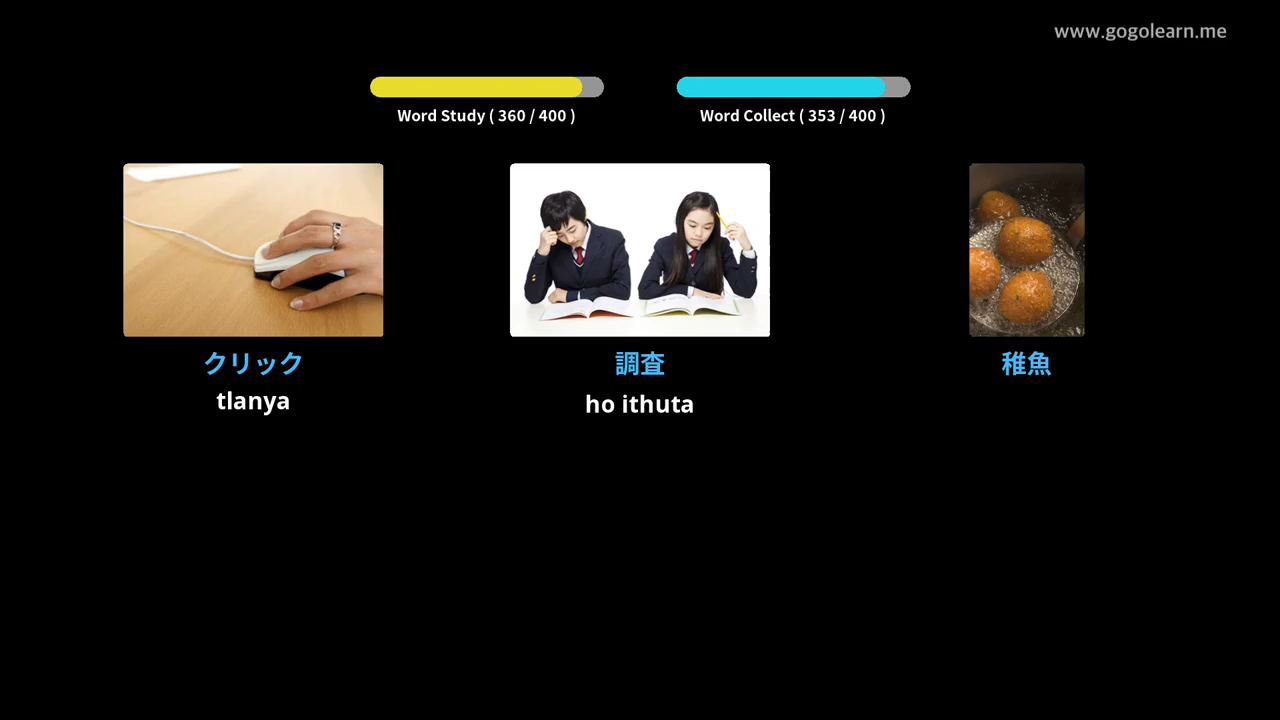 www.gogolearn.me
Word Study ( 360 / 400 )
Word Collect ( 353 / 400 )
クリック
tlanya
調査
ho ithuta
稚魚